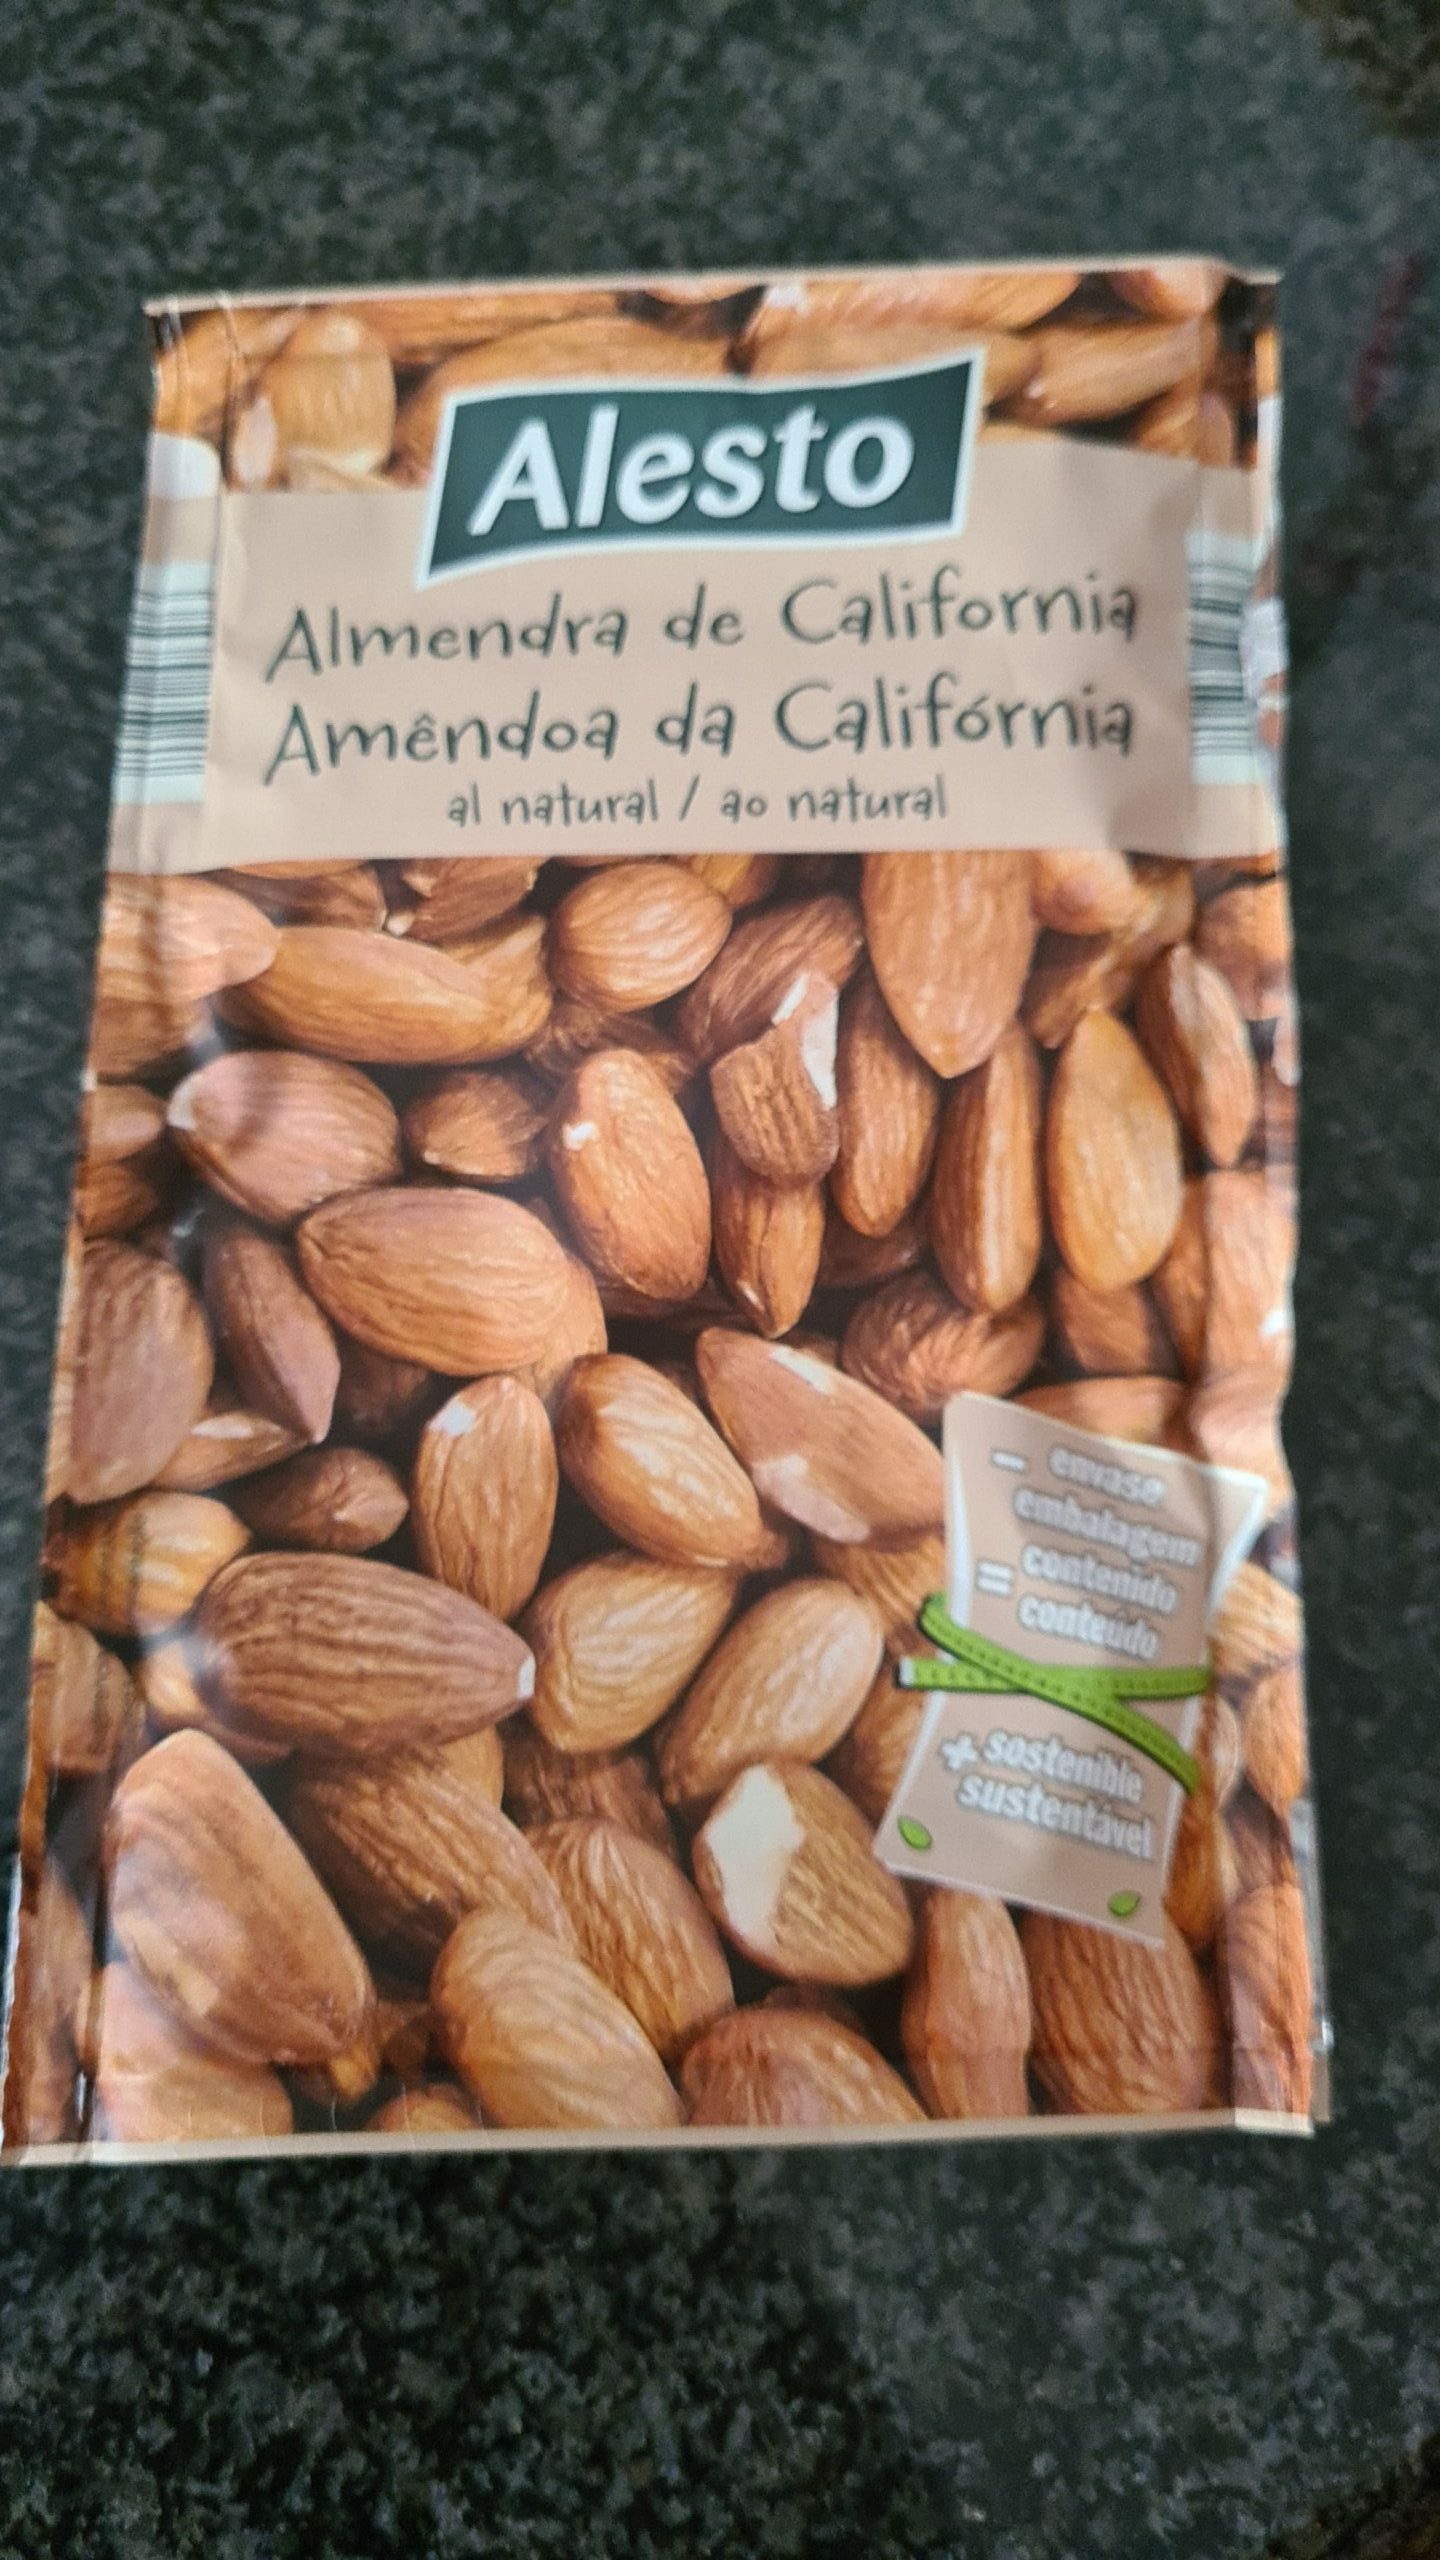 Alesto
Almendra de California
Amêndoa da Califórnia
al natural / ao natural
- envase
embalagem
= contenido
conteúdo
+ sostenible
sustentável